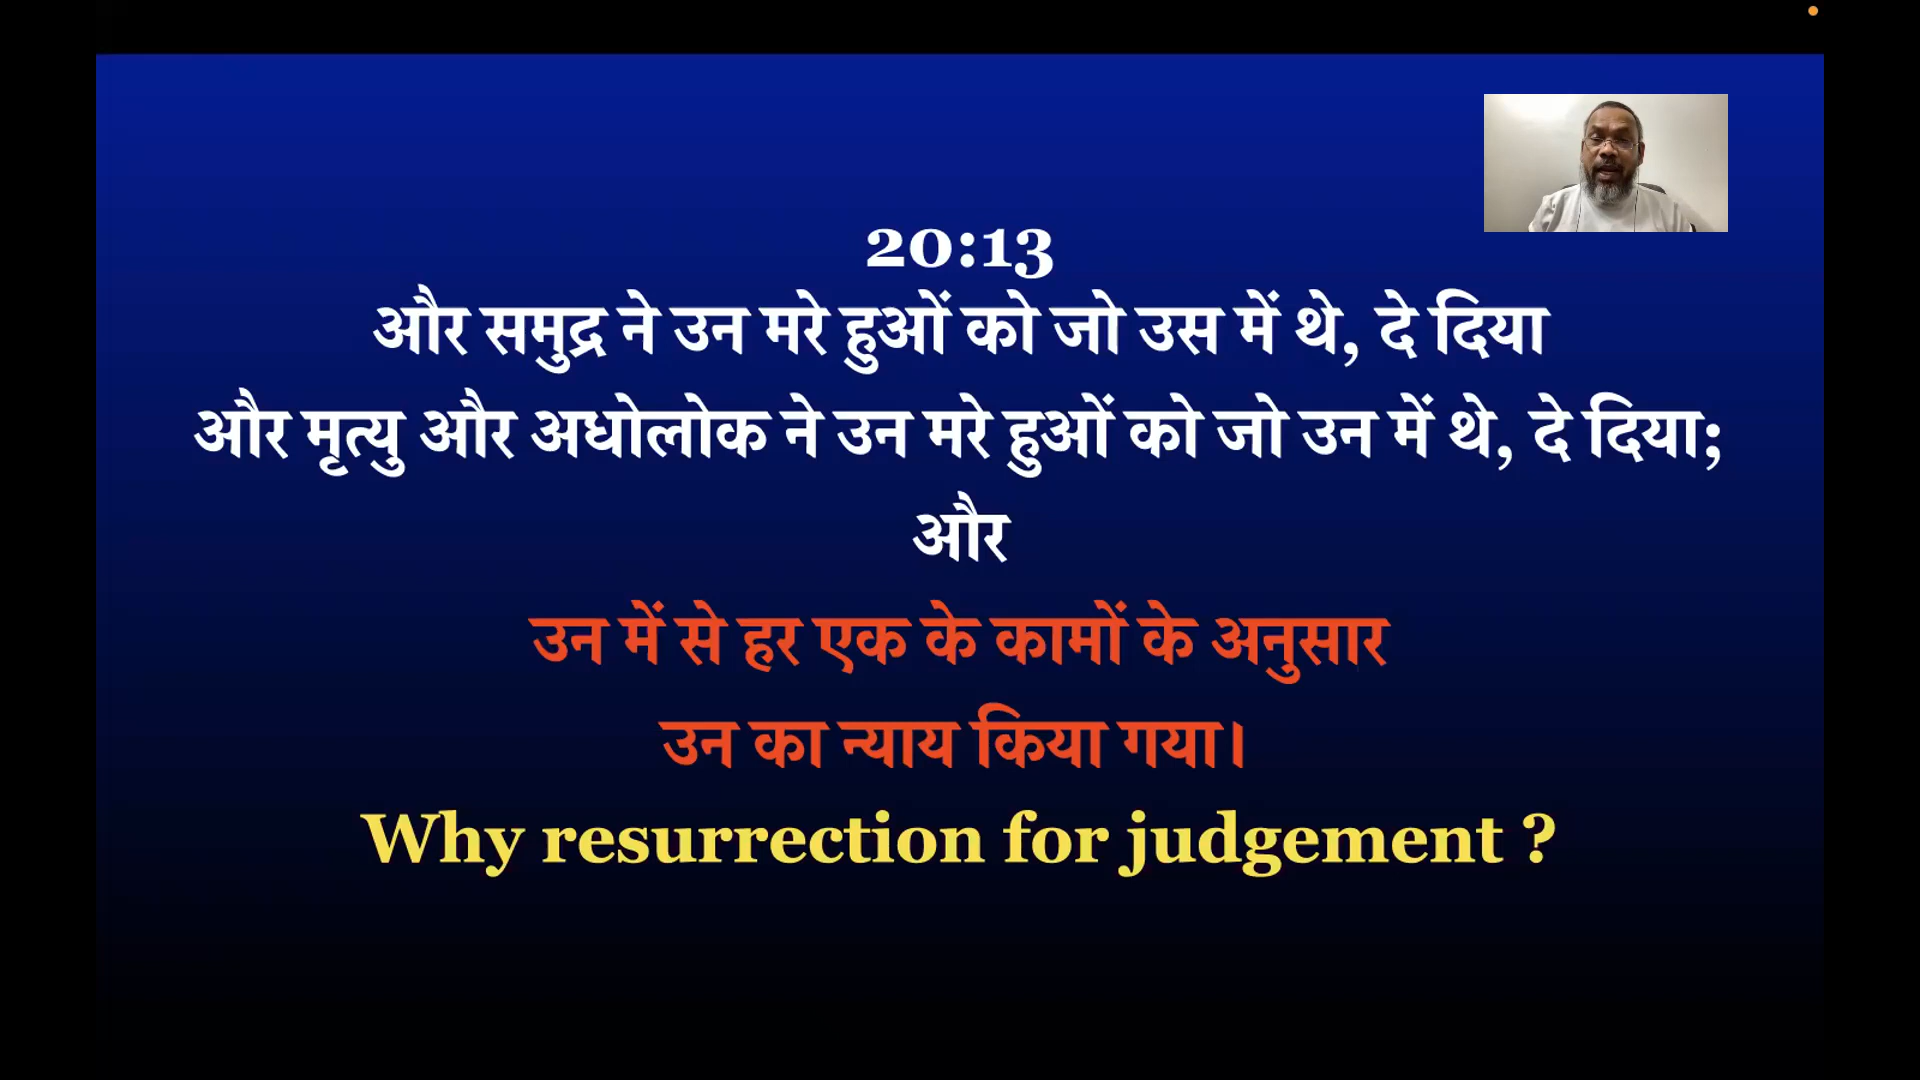 20:13
और समुद्र ने उन मरे हुओं को जो उस में थे, दे दिया
और मृत्यु और अधोलोक ने उन मरे हुओं को जो उन में थे, दे दिया;
और
उन में से हर एक के कामों के अनुसार
उन का न्याय किया गया।
Why resurrection for judgement ?